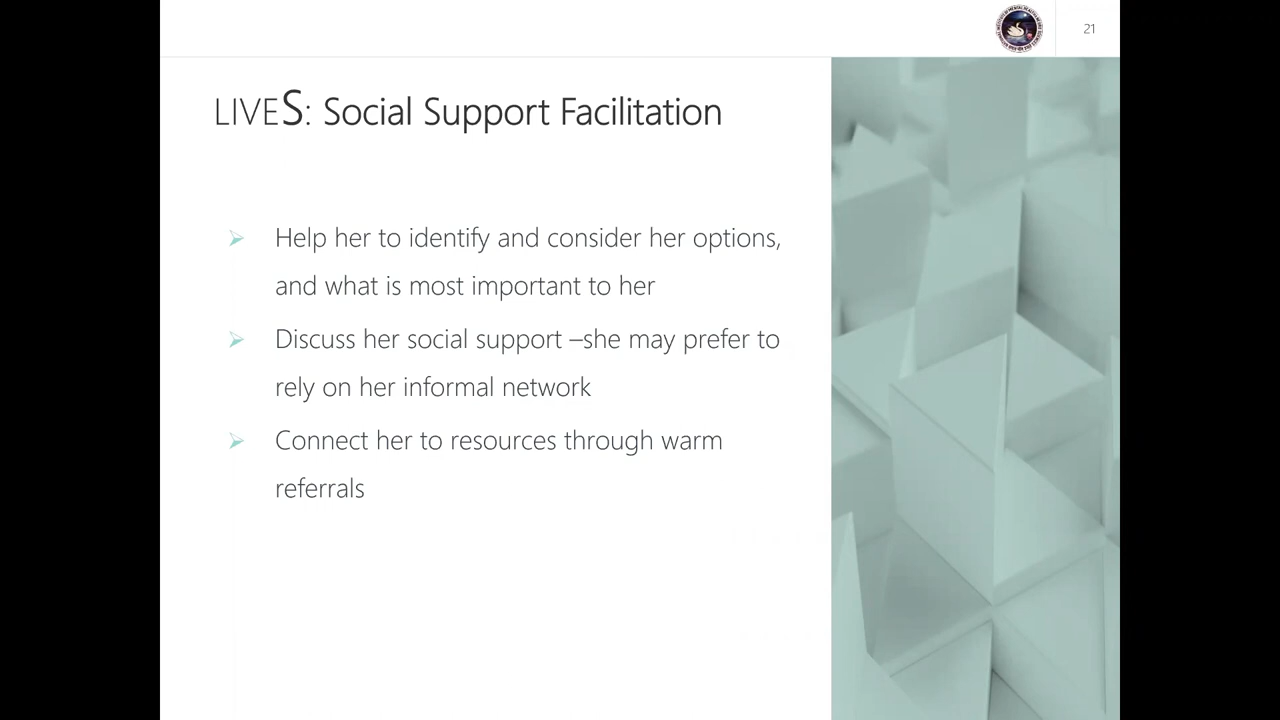 21
LIVES: Social Support Facilitation
➢ Help her to identify and consider her options,
and what is most important to her
➢ Discuss her social support –she may prefer to
rely on her informal network
➢ Connect her to resources through warm
referrals